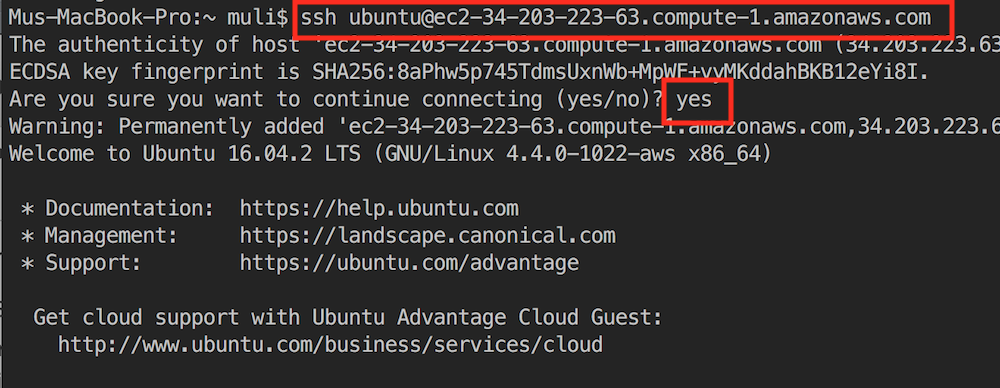 Mus-MacBook-Pro:~ muli$ ssh ubuntu@ec2-34-203-223-63.compute-1.amazonaws.com
The authenticity of host 'ec2-34-203-223-63.compute-1.amazonaws.com (34.203.223.63
ECDSA key fingerprint is SHA256:8aPhw5p745TdmsUxnWb+MpWF+vyMKddahBKB12eYi8I.
Are you sure you want to continue connecting (yes/no)? yes
Warning: Permanently added 'ec2-34-203-223-63.compute-1.amazonaws.com,34.203.223.6
Welcome to Ubuntu 16.04.2 LTS (GNU/Linux 4.4.0-1022-aws x86_64)
* Documentation: https://help.ubuntu.com
* Management: https://landscape.canonical.com
* Support: https://ubuntu.com/advantage
Get cloud support with Ubuntu Advantage Cloud Guest:
http://www.ubuntu.com/business/services/cloud